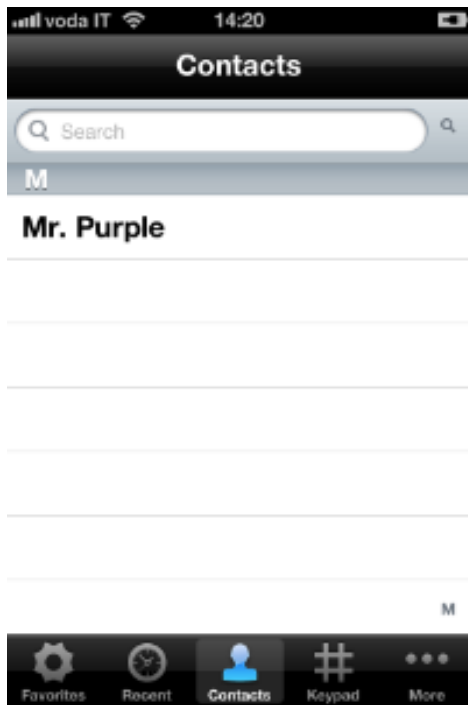 voda IT 14:20
Contacts
Search
M
Mr. Purple
M
Favorites Recent Contacts Keypad More